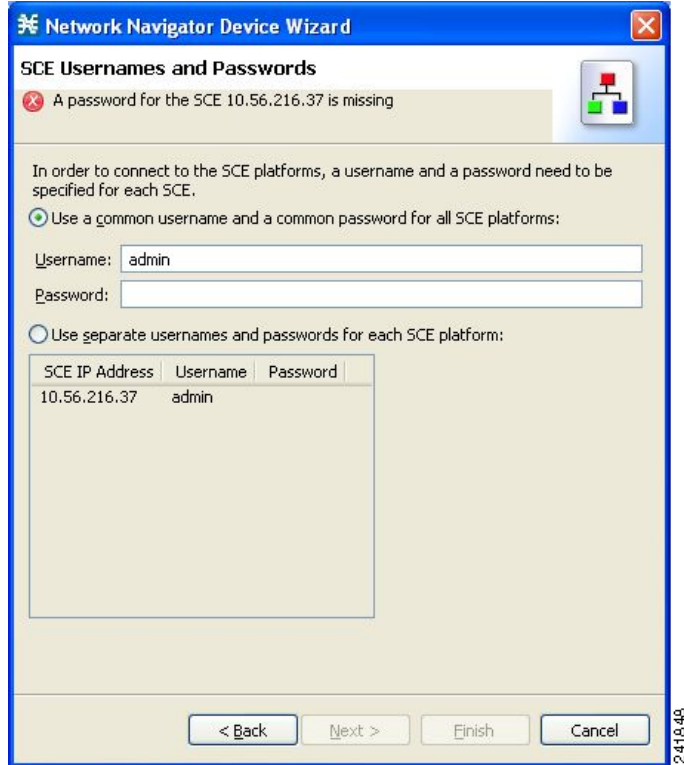 Network Navigator Device Wizard
SCE Usernames and Passwords
A password for the SCE 10.56.216.37 is missing
In order to connect to the SCE platforms, a username and a password need to be
specified for each SCE.
Use a common username and a common password for all SCE platforms:
Username: admin
Password:
Use separate usernames and passwords for each SCE platform:
SCE IP Address Username Password
10.56.216.37 admin
< Back Next > Finish Cancel
241848